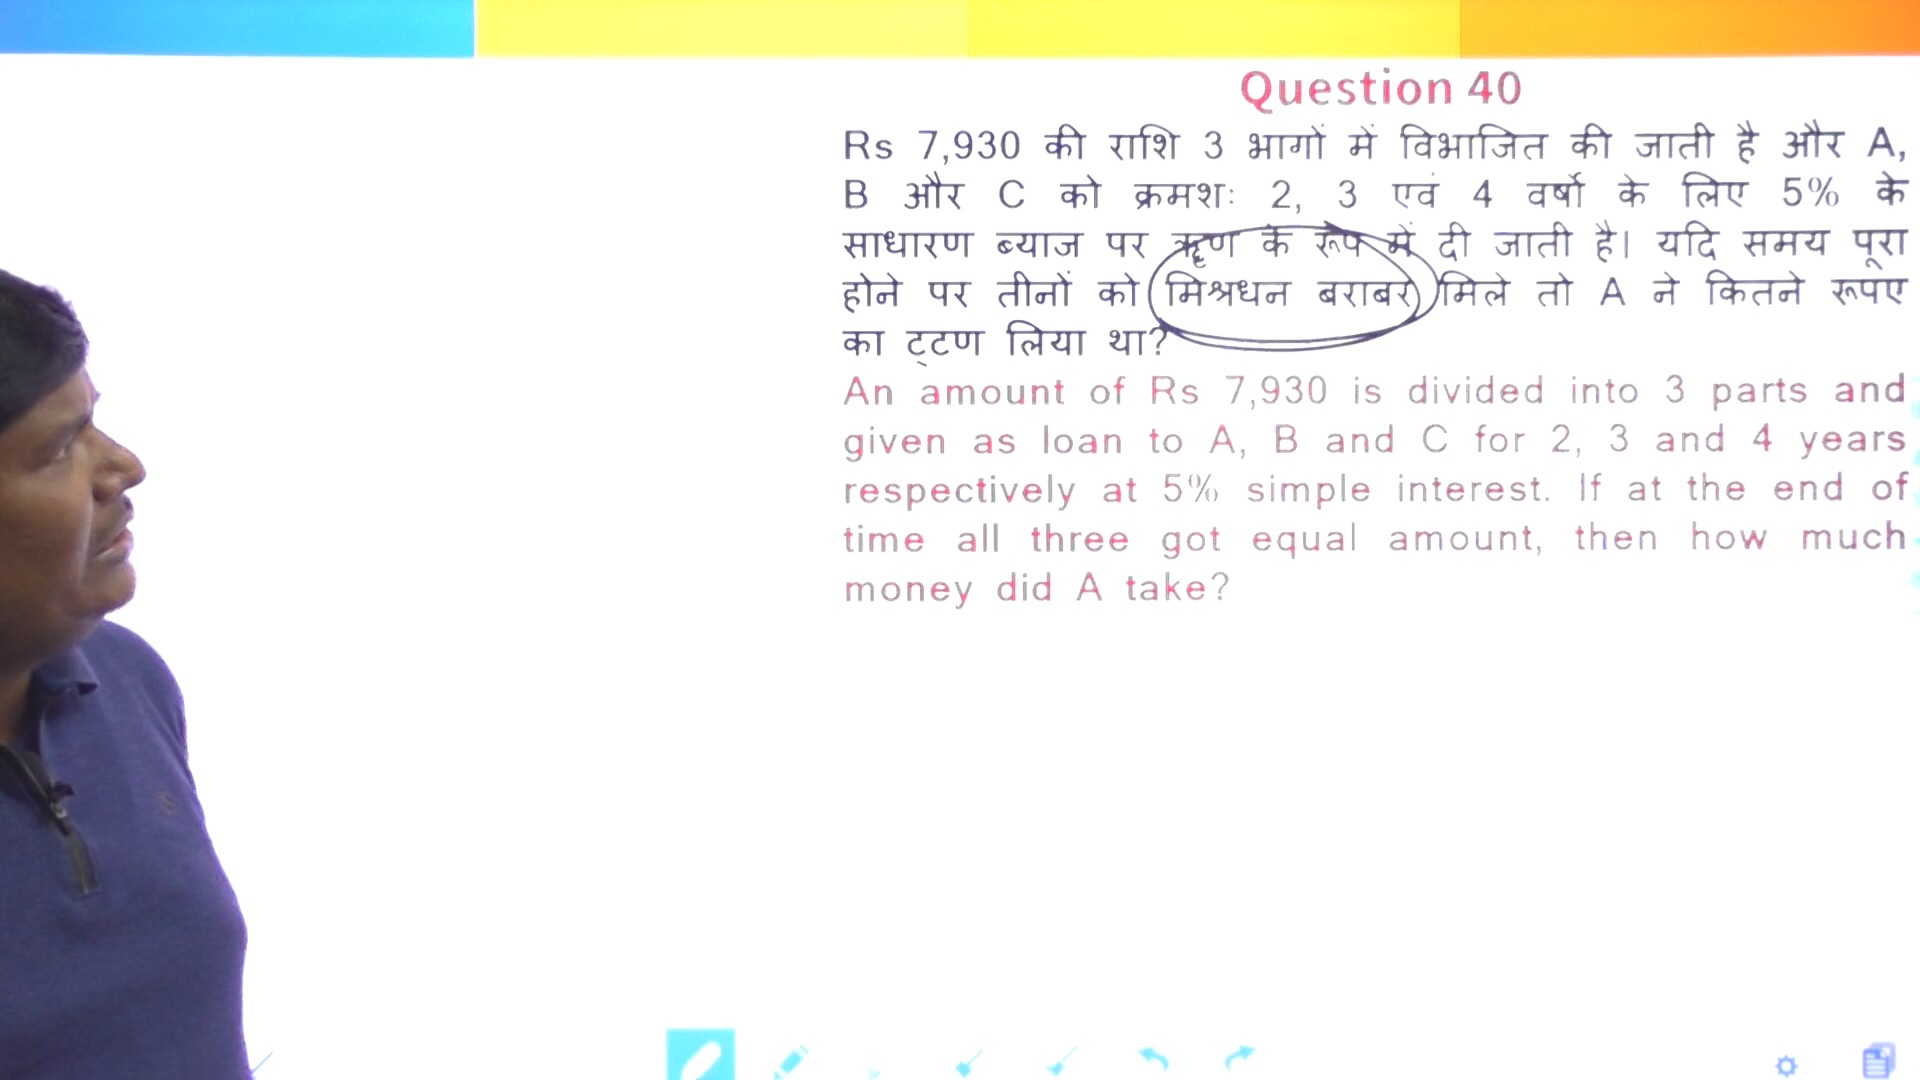 Question 40
Rs 7,930 की राशि 3 भागों में विभाजित की जाती है और A,
B और C को क्रमशः 2, 3 एवं 4 वर्षो के लिए 5% के
साधारण ब्याज पर ऋण के रूप में दी जाती है। यदि समय पूरा
होने पर तीनों को मिश्रधन बराबर मिले तो A ने कितने रूपए
का ट्टण लिया था?
An amount of Rs 7,930 is divided into 3 parts and
given as loan to A, B and C for 2, 3 and 4 years
respectively at 5% simple interest. If at the end of
time all three got equal amount, then how much
money did A take?